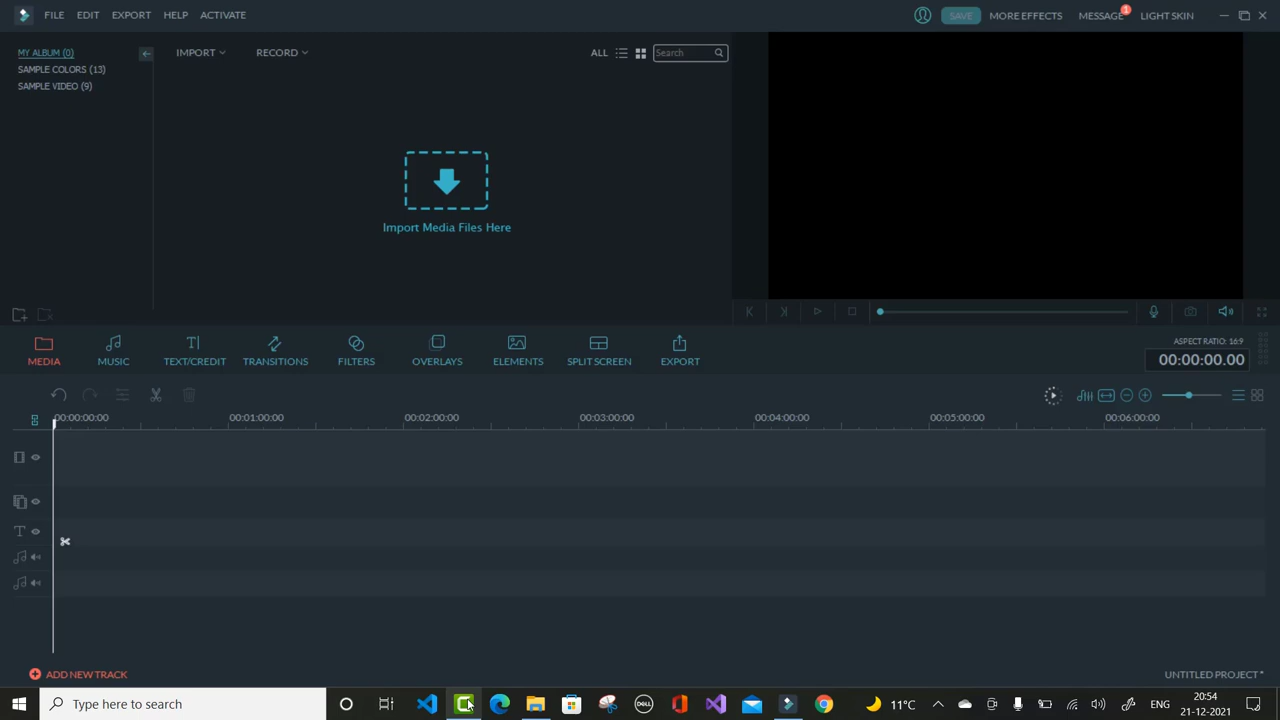 FILE EDIT EXPORT HELP ACTIVATE SAVE MORE EFFECTS MESSAGE 1 LIGHT SKIN
MY ALBUM (0)
SAMPLE COLORS (13)
SAMPLE VIDEO (9)
IMPORT RECORD ALL Search
Import Media Files Here
MEDIA MUSIC TEXT/CREDIT TRANSITIONS FILTERS OVERLAYS ELEMENTS SPLIT SCREEN EXPORT
ASPECT RATIO: 16:9
00:00:00.00
00:00:00:00 00:01:00:00 00:02:00:00 00:03:00:00 00:04:00:00 00:05:00:00 00:06:00:00
ADD NEW TRACK
UNTITLED PROJECT*
Type here to search
DELL
11°C
ENG
20:54
21-12-2021